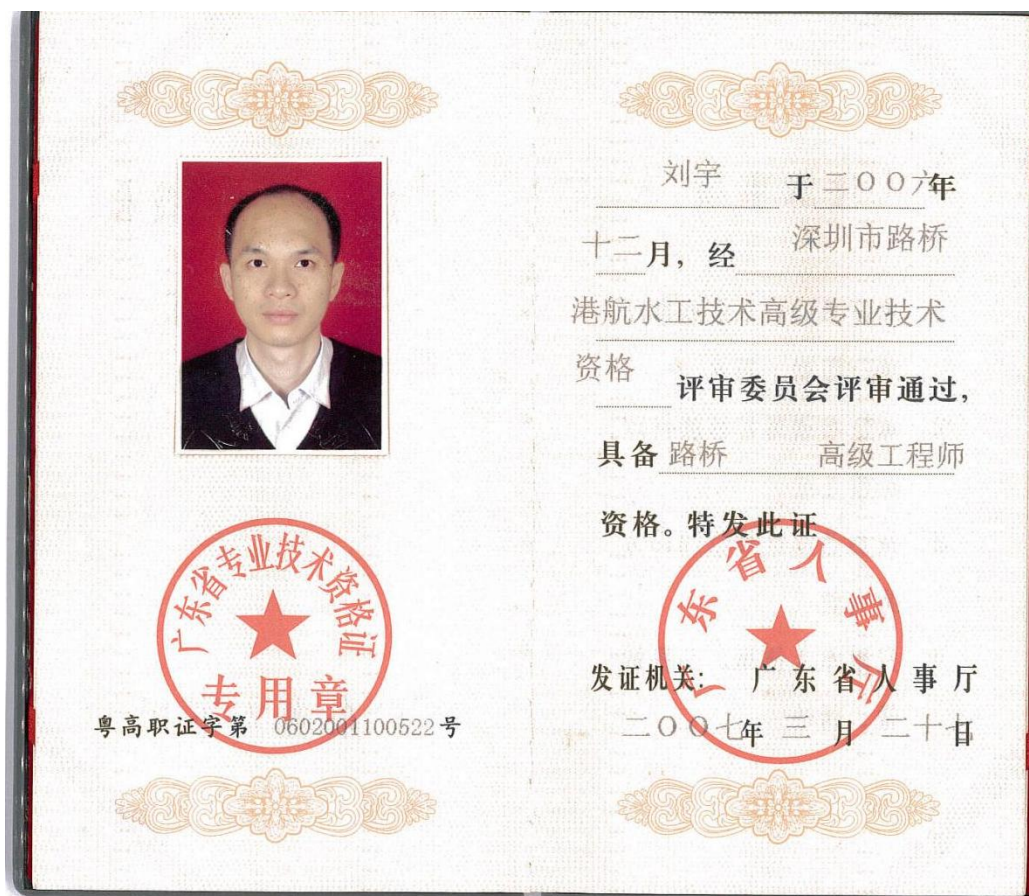 广东省专业技术资格证
专用章
粤高职证字第 0602001100522号
刘宇 于二〇〇六年
十二月，经 深圳市路桥
港航水工技术高级专业技术
资格 评审委员会评审通过，
具备 路桥 高级工程师
资格。特发此证
广东省人事厅
发证机关： 广东省人事厅
二〇〇七年 三 月 二十七日